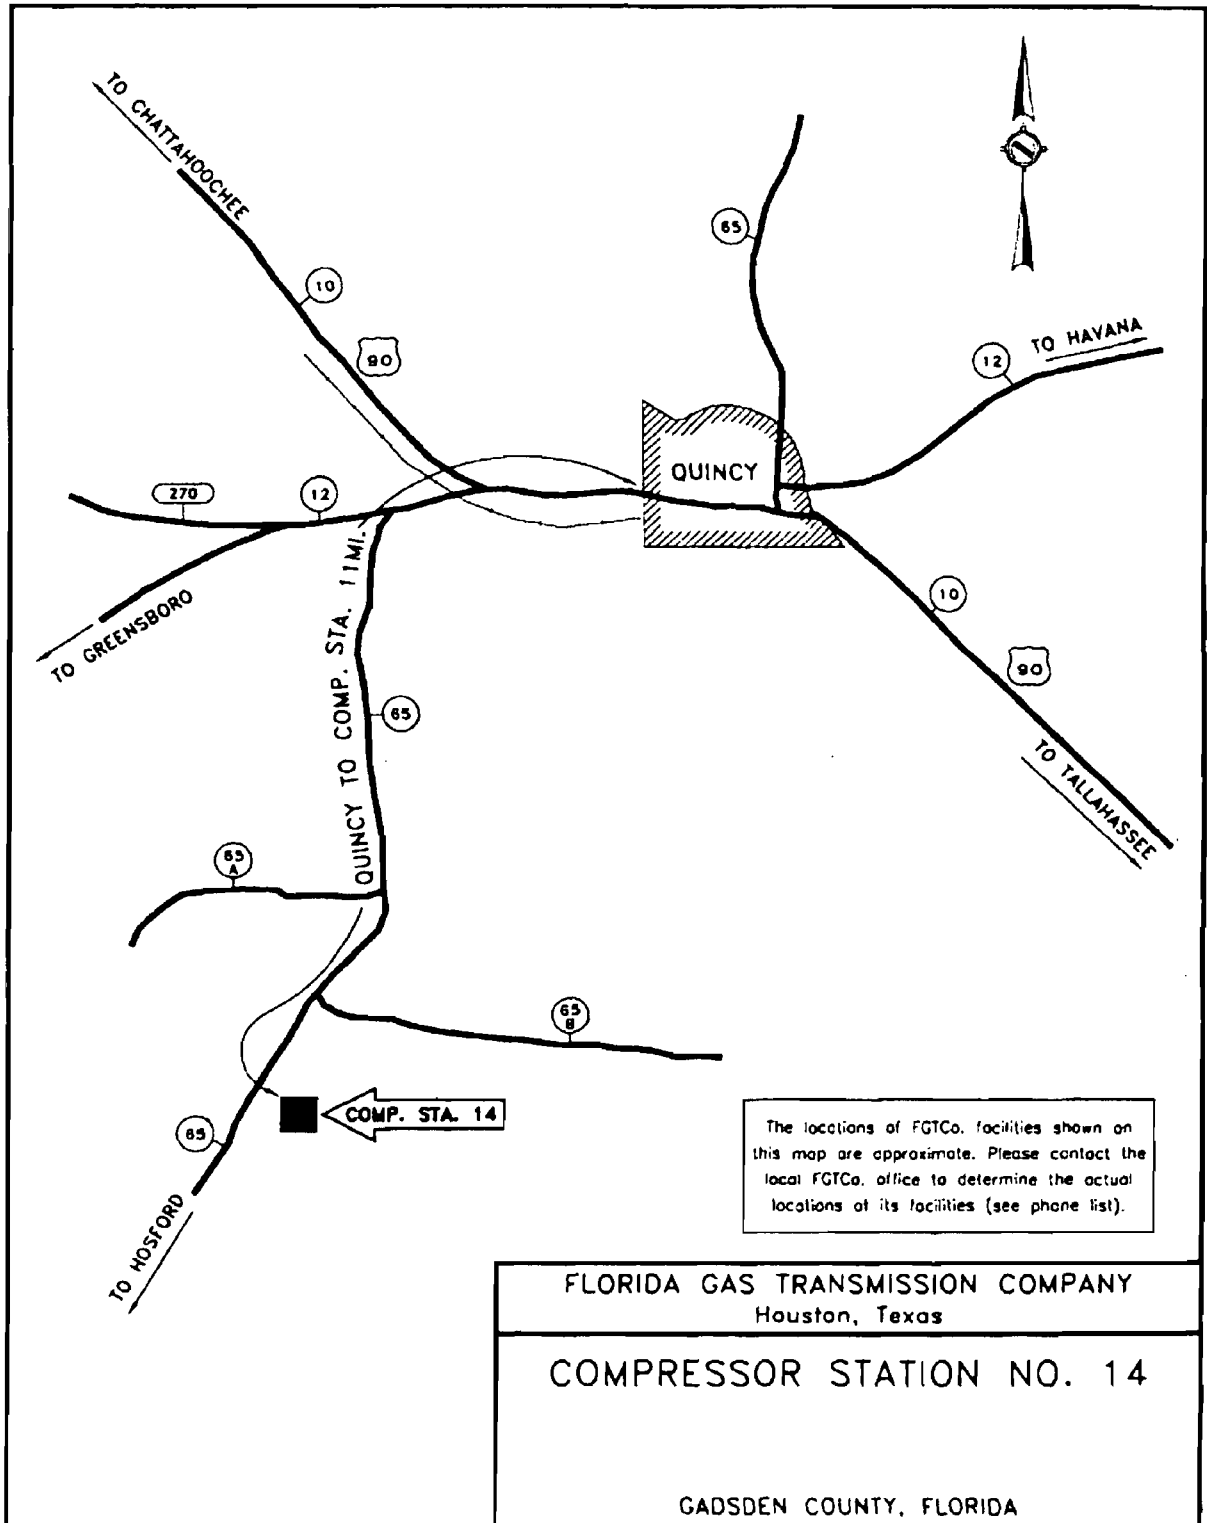 TO CHATTAHOOCHEE
10
90
65
TO HAVANA
12
QUINCY
270
12
TO GREENSBORO
QUINCY TO COMP. STA. 11MI.
65
10
90
TO TALLAHASSEE
65
A
65
B
COMP. STA. 14
65
TO HOSFORD
The locations of FGTCo. facilities shown on
this map are approximate. Please contact the
local FGTCo. office to determine the actual
locations of its facilities (see phone list).
FLORIDA GAS TRANSMISSION COMPANY
Houston, Texas
COMPRESSOR STATION NO. 14
GADSDEN COUNTY, FLORIDA